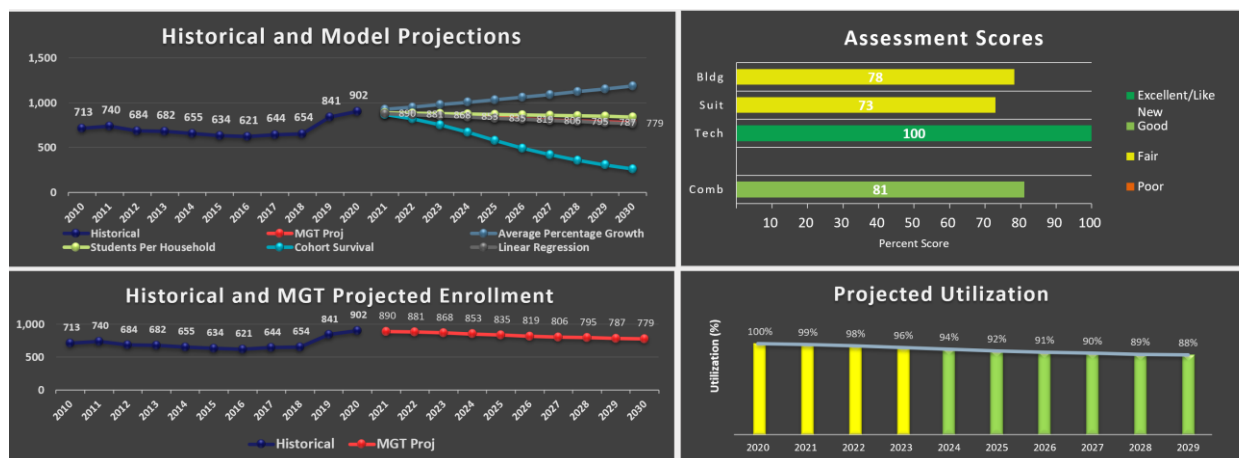 Historical and Model Projections
1,500
1,000
500
0
713 740 684 682 655 634 621 644 654 841 902
890 881 868 853 835 819 806 795 787 779
2010 2011 2012 2013 2014 2015 2016 2017 2018 2019 2020 2021 2022 2023 2024 2025 2026 2027 2028 2029 2030
Historical MGT Proj Average Percentage Growth
Students Per Household Cohort Survival Linear Regression
Assessment Scores
Bldg 78
Suit 73
Tech 100
Comb 81
10 20 30 40 50 60 70 80 90 100
Percent Score
Excellent/Like
New
Good
Fair
Poor
Historical and MGT Projected Enrollment
1,000
500
0
713 740 684 682 655 634 621 644 654 841 902 890 881 868 853 835 819 806 795 787 779
2010 2011 2012 2013 2014 2015 2016 2017 2018 2019 2020 2021 2022 2023 2024 2025 2026 2027 2028 2029 2030
Historical MGT Proj
Projected Utilization
Utilization (%)
100% 99% 98% 96% 94% 92% 91% 90% 89% 88%
2020 2021 2022 2023 2024 2025 2026 2027 2028 2029